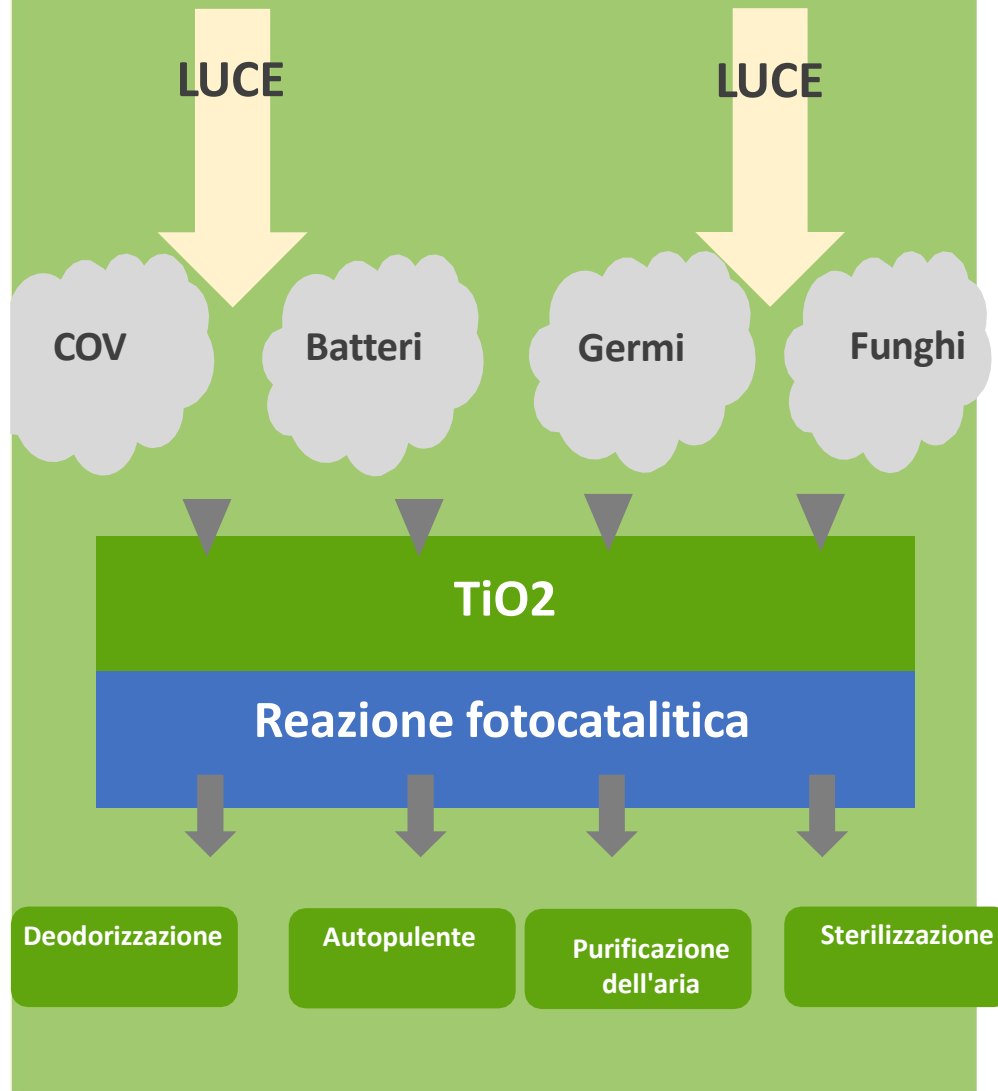 LUCE
LUCE
COV
Batteri
Germi
Funghi
TiO2
Reazione fotocatalitica
Deodorizzazione
Autopulente
Purificazione
dell'aria
Sterilizzazione